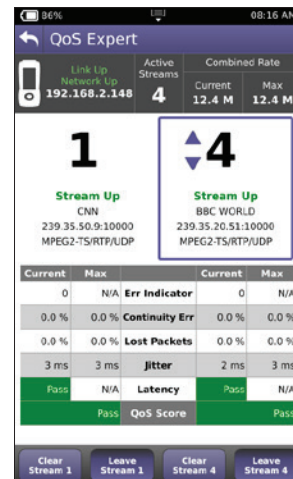 86% 08:16 AM
QoS Expert
Link Up
Network Up
192.168.2.148
Active
Streams
4
Combined Rate
Current Max
12.4 M 12.4 M
1 4
Stream Up Stream Up
CNN BBC WORLD
239.35.50.9:10000 239.35.20.51:10000
MPEG2-TS/RTP/UDP MPEG2-TS/RTP/UDP
Current Max Current Max
0 N/A Err Indicator 0 N/A
0.0 % 0.0 % Continuity Err 0.0 % 0.0 %
0.0 % 0.0 % Lost Packets 0.0 % 0.0 %
3 ms 3 ms Jitter 2 ms 3 ms
Pass N/A Latency Pass N/A
Pass QoS Score Pass
Clear Leave Clear Leave
Stream 1 Stream 1 Stream 4 Stream 4